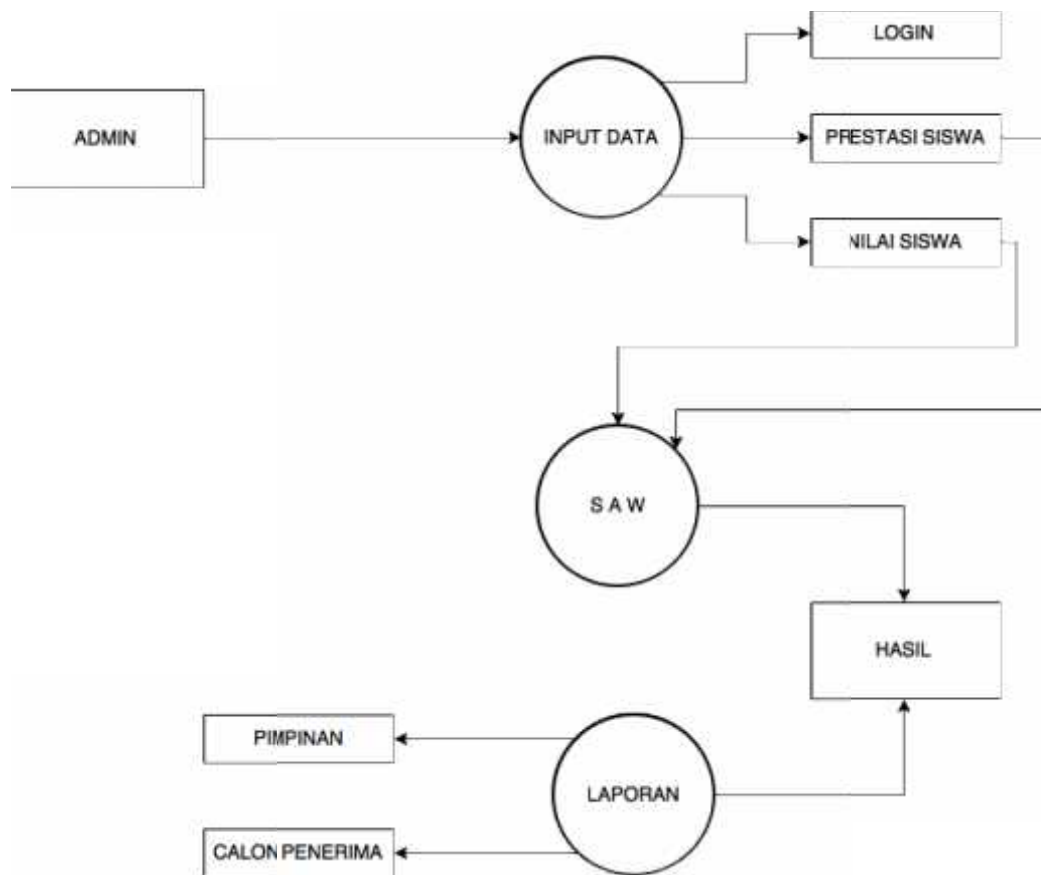 LOGIN
ADMIN
INPUT DATA
PRESTASI SISWA
NILAI SISWA
S A W
HASIL
PIMPINAN
LAPORAN
CALON PENERIMA